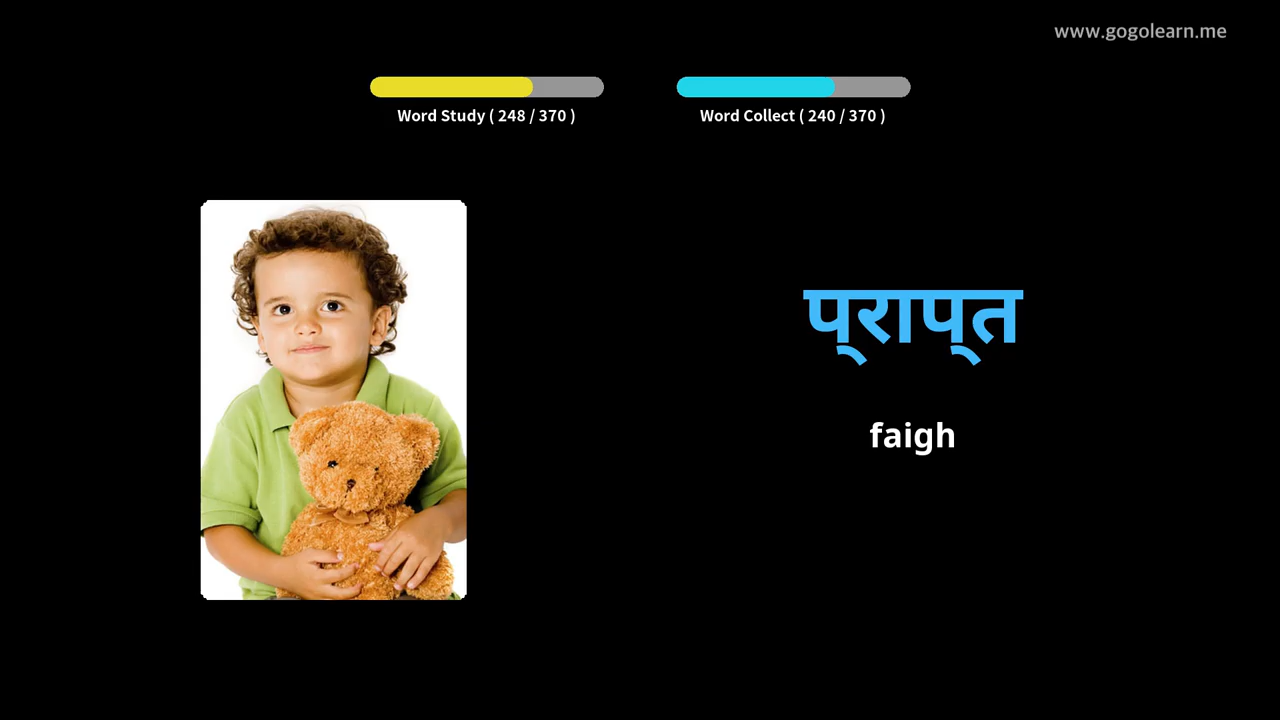 www.gogolearn.me
Word Study ( 248 / 370 )
Word Collect ( 240 / 370 )
प्राप्त
faigh